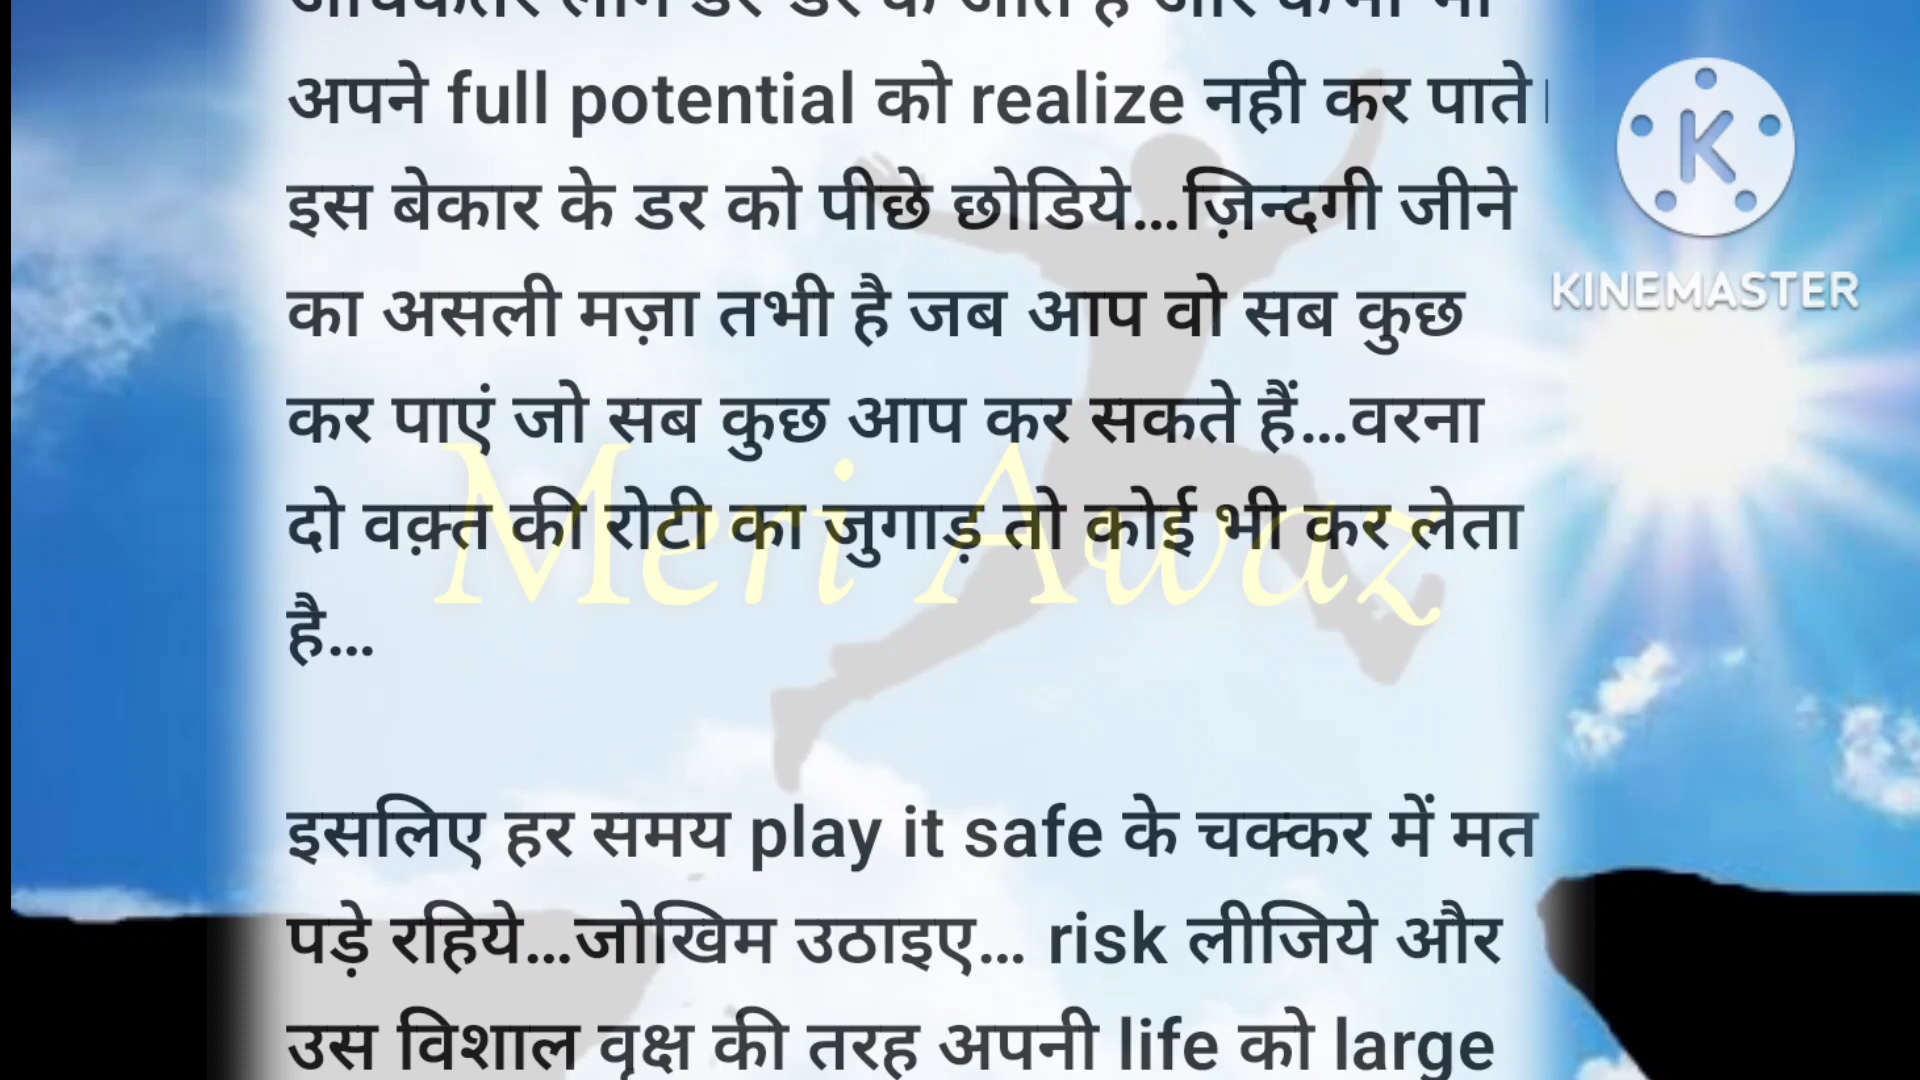 अपने full potential को realize नही कर पाते।
इस बेकार के डर को पीछे छोडिये...ज़िन्दगी जीने
का असली मज़ा तभी है जब आप वो सब कुछ
कर पाएं जो सब कुछ आप कर सकते हैं...वरना
दो वक़्त की रोटी का जुगाड़ तो कोई भी कर लेता
है...
इसलिए हर समय play it safe के चक्कर में मत
पड़े रहिये...जोखिम उठाइए... risk लीजिये और
उस विशाल वृक्ष की तरह अपनी life को large
Meri Awaz
K
KINEMASTER